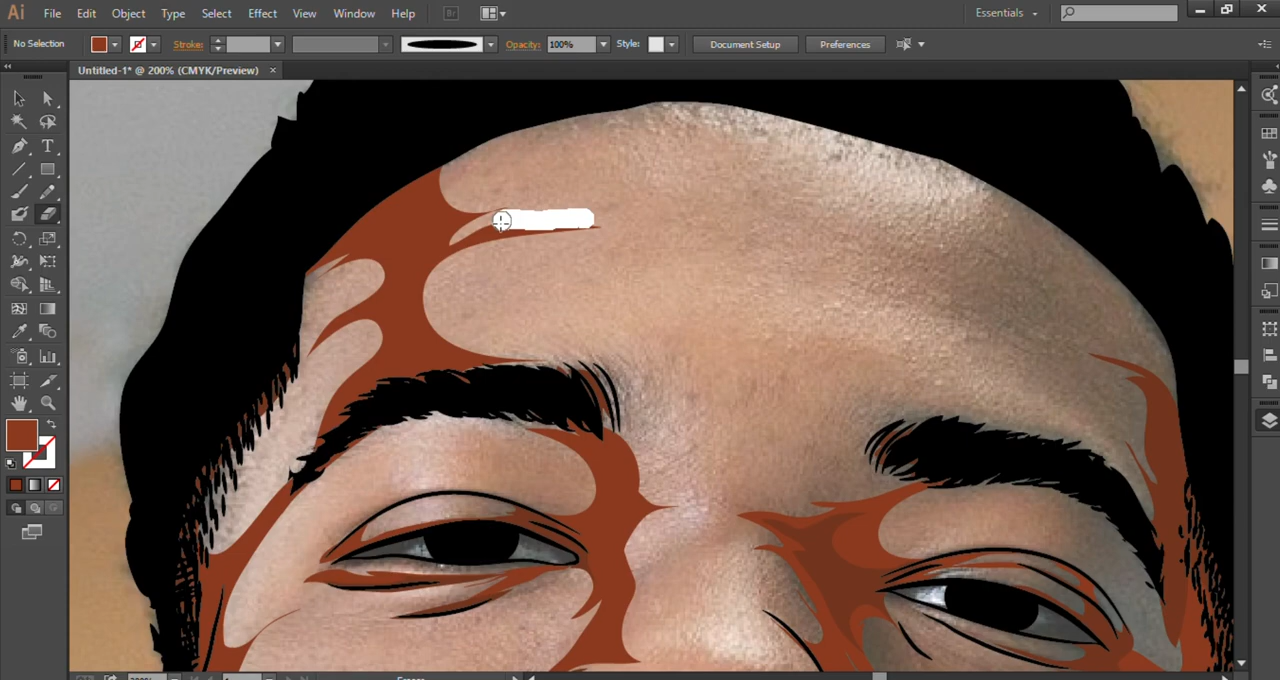 Ai File Edit Object Type Select Effect View Window Help Br Essentials
No Selection Stroke: Opacity: 100% Style: Document Setup Preferences
Untitled-1* @ 200% (CMYK/Preview) ×
T